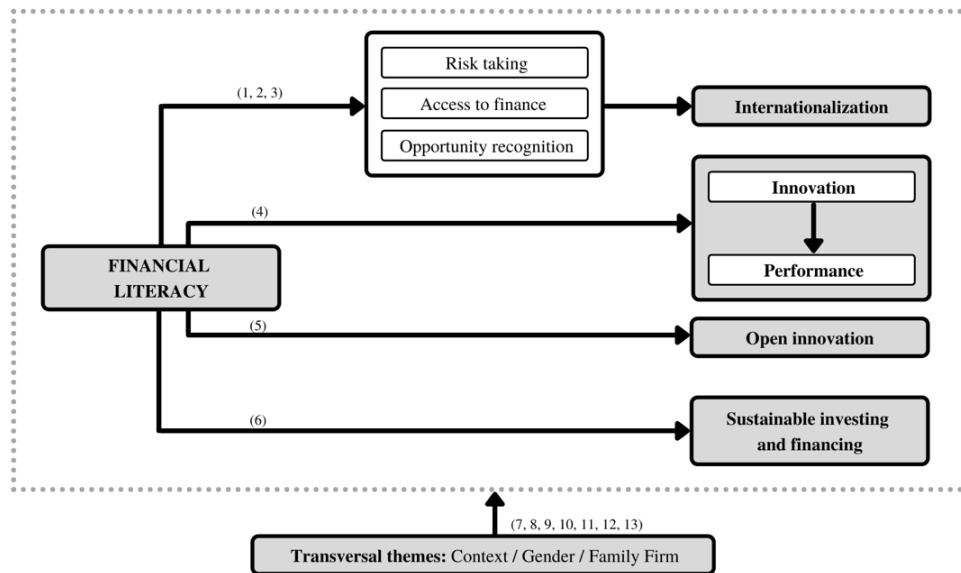 Risk taking
(1, 2, 3)
Access to finance
Internationalization
Opportunity recognition
Innovation
(4)
FINANCIAL
LITERACY
Performance
(5)
Open innovation
(6)
Sustainable investing
and financing
(7, 8, 9, 10, 11, 12, 13)
Transversal themes: Context / Gender / Family Firm